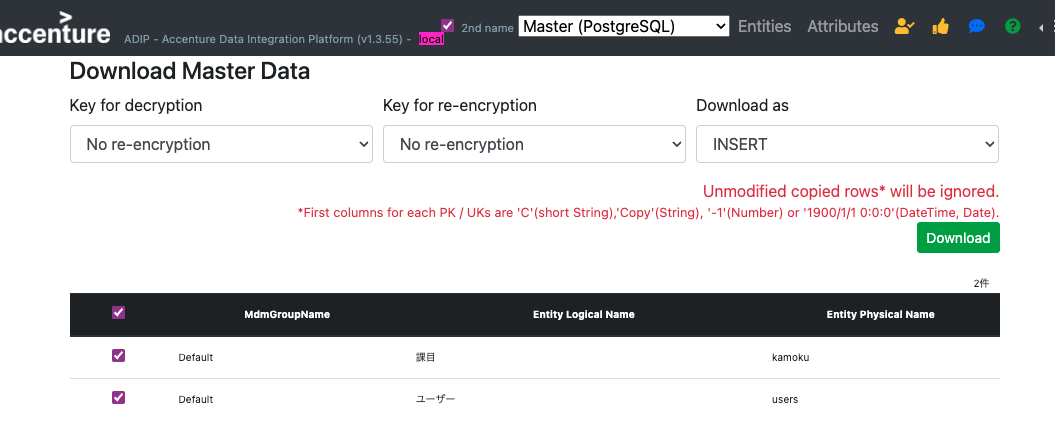 accenture
ADIP - Accenture Data Integration Platform (v1.3.55) - local
2nd name
Master (PostgreSQL)
Entities
Attributes
Download Master Data
Key for decryption
Key for re-encryption
Download as
No re-encryption
No re-encryption
INSERT
Unmodified copied rows* will be ignored.
*First columns for each PK / UKs are 'C'(short String),'Copy'(String), '-1'(Number) or '1900/1/1 0:0:0'(DateTime, Date).
Download
2件
MdmGroupName Entity Logical Name Entity Physical Name
Default 課目 kamoku
Default ユーザー users